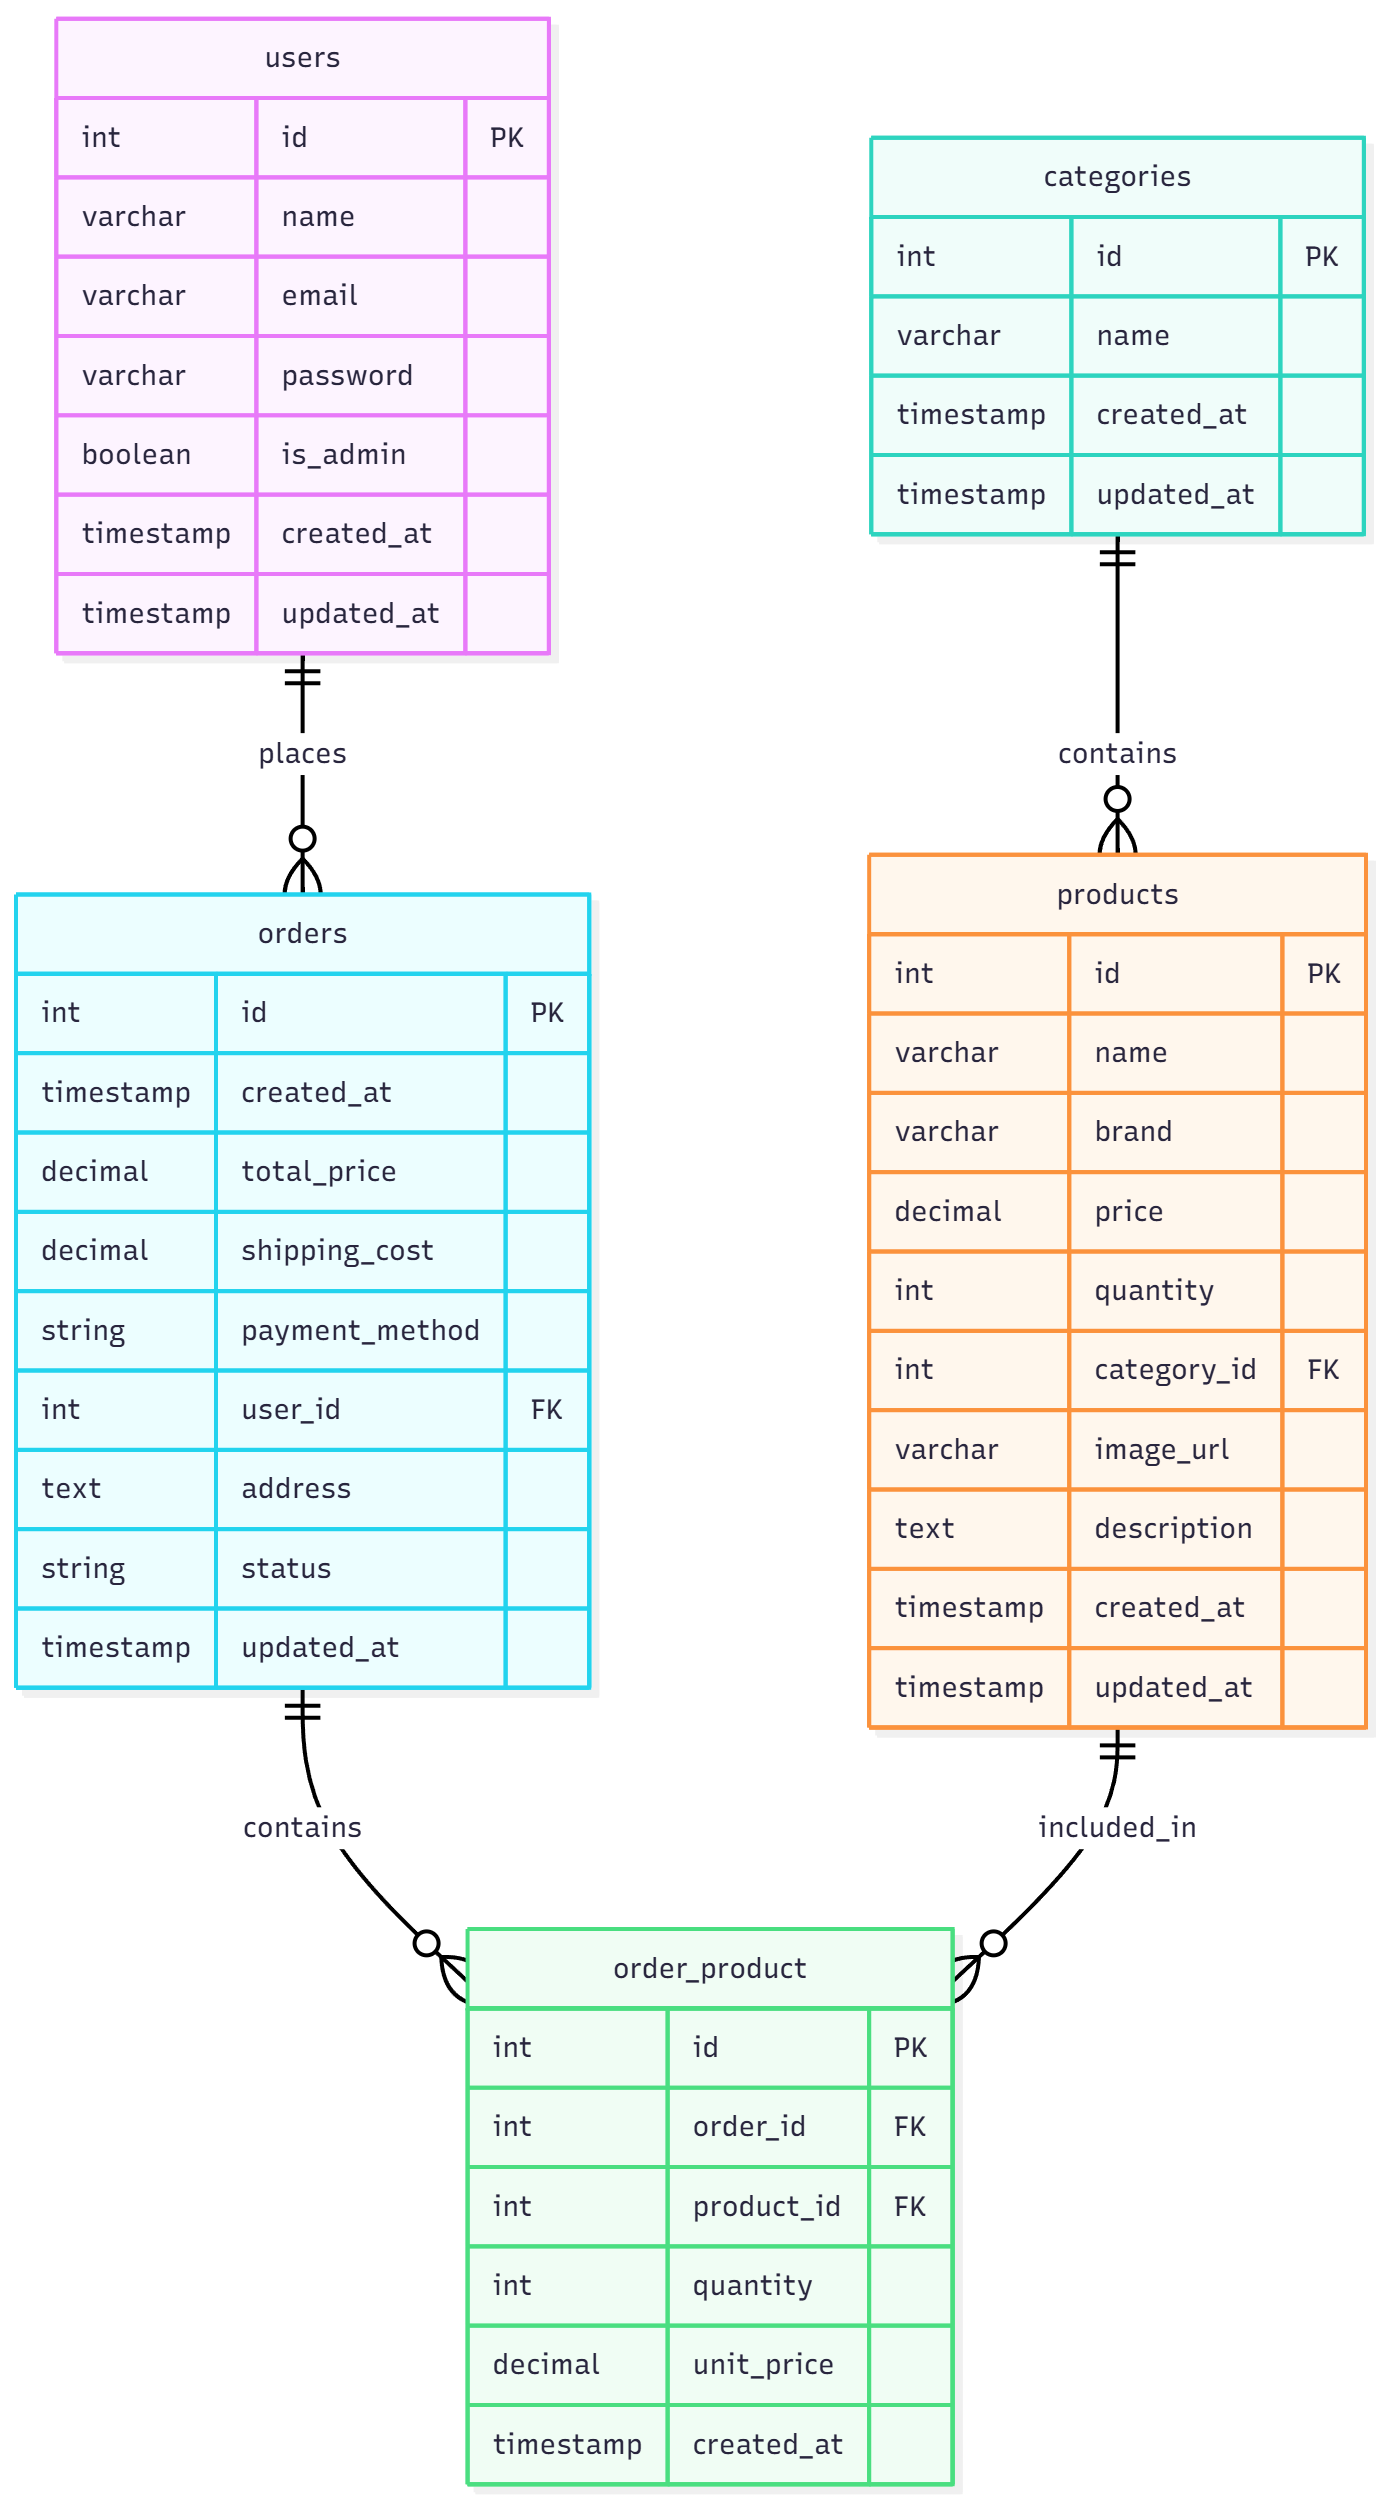 users
int id PK
varchar name
varchar email
varchar password
boolean is_admin
timestamp created_at
timestamp updated_at
categories
int id PK
varchar name
timestamp created_at
timestamp updated_at
places
contains
orders
int id PK
timestamp created_at
decimal total_price
decimal shipping_cost
string payment_method
int user_id FK
text address
string status
timestamp updated_at
products
int id PK
varchar name
varchar brand
decimal price
int quantity
int category_id FK
varchar image_url
text description
timestamp created_at
timestamp updated_at
contains
included_in
order_product
int id PK
int order_id FK
int product_id FK
int quantity
decimal unit_price
timestamp created_at